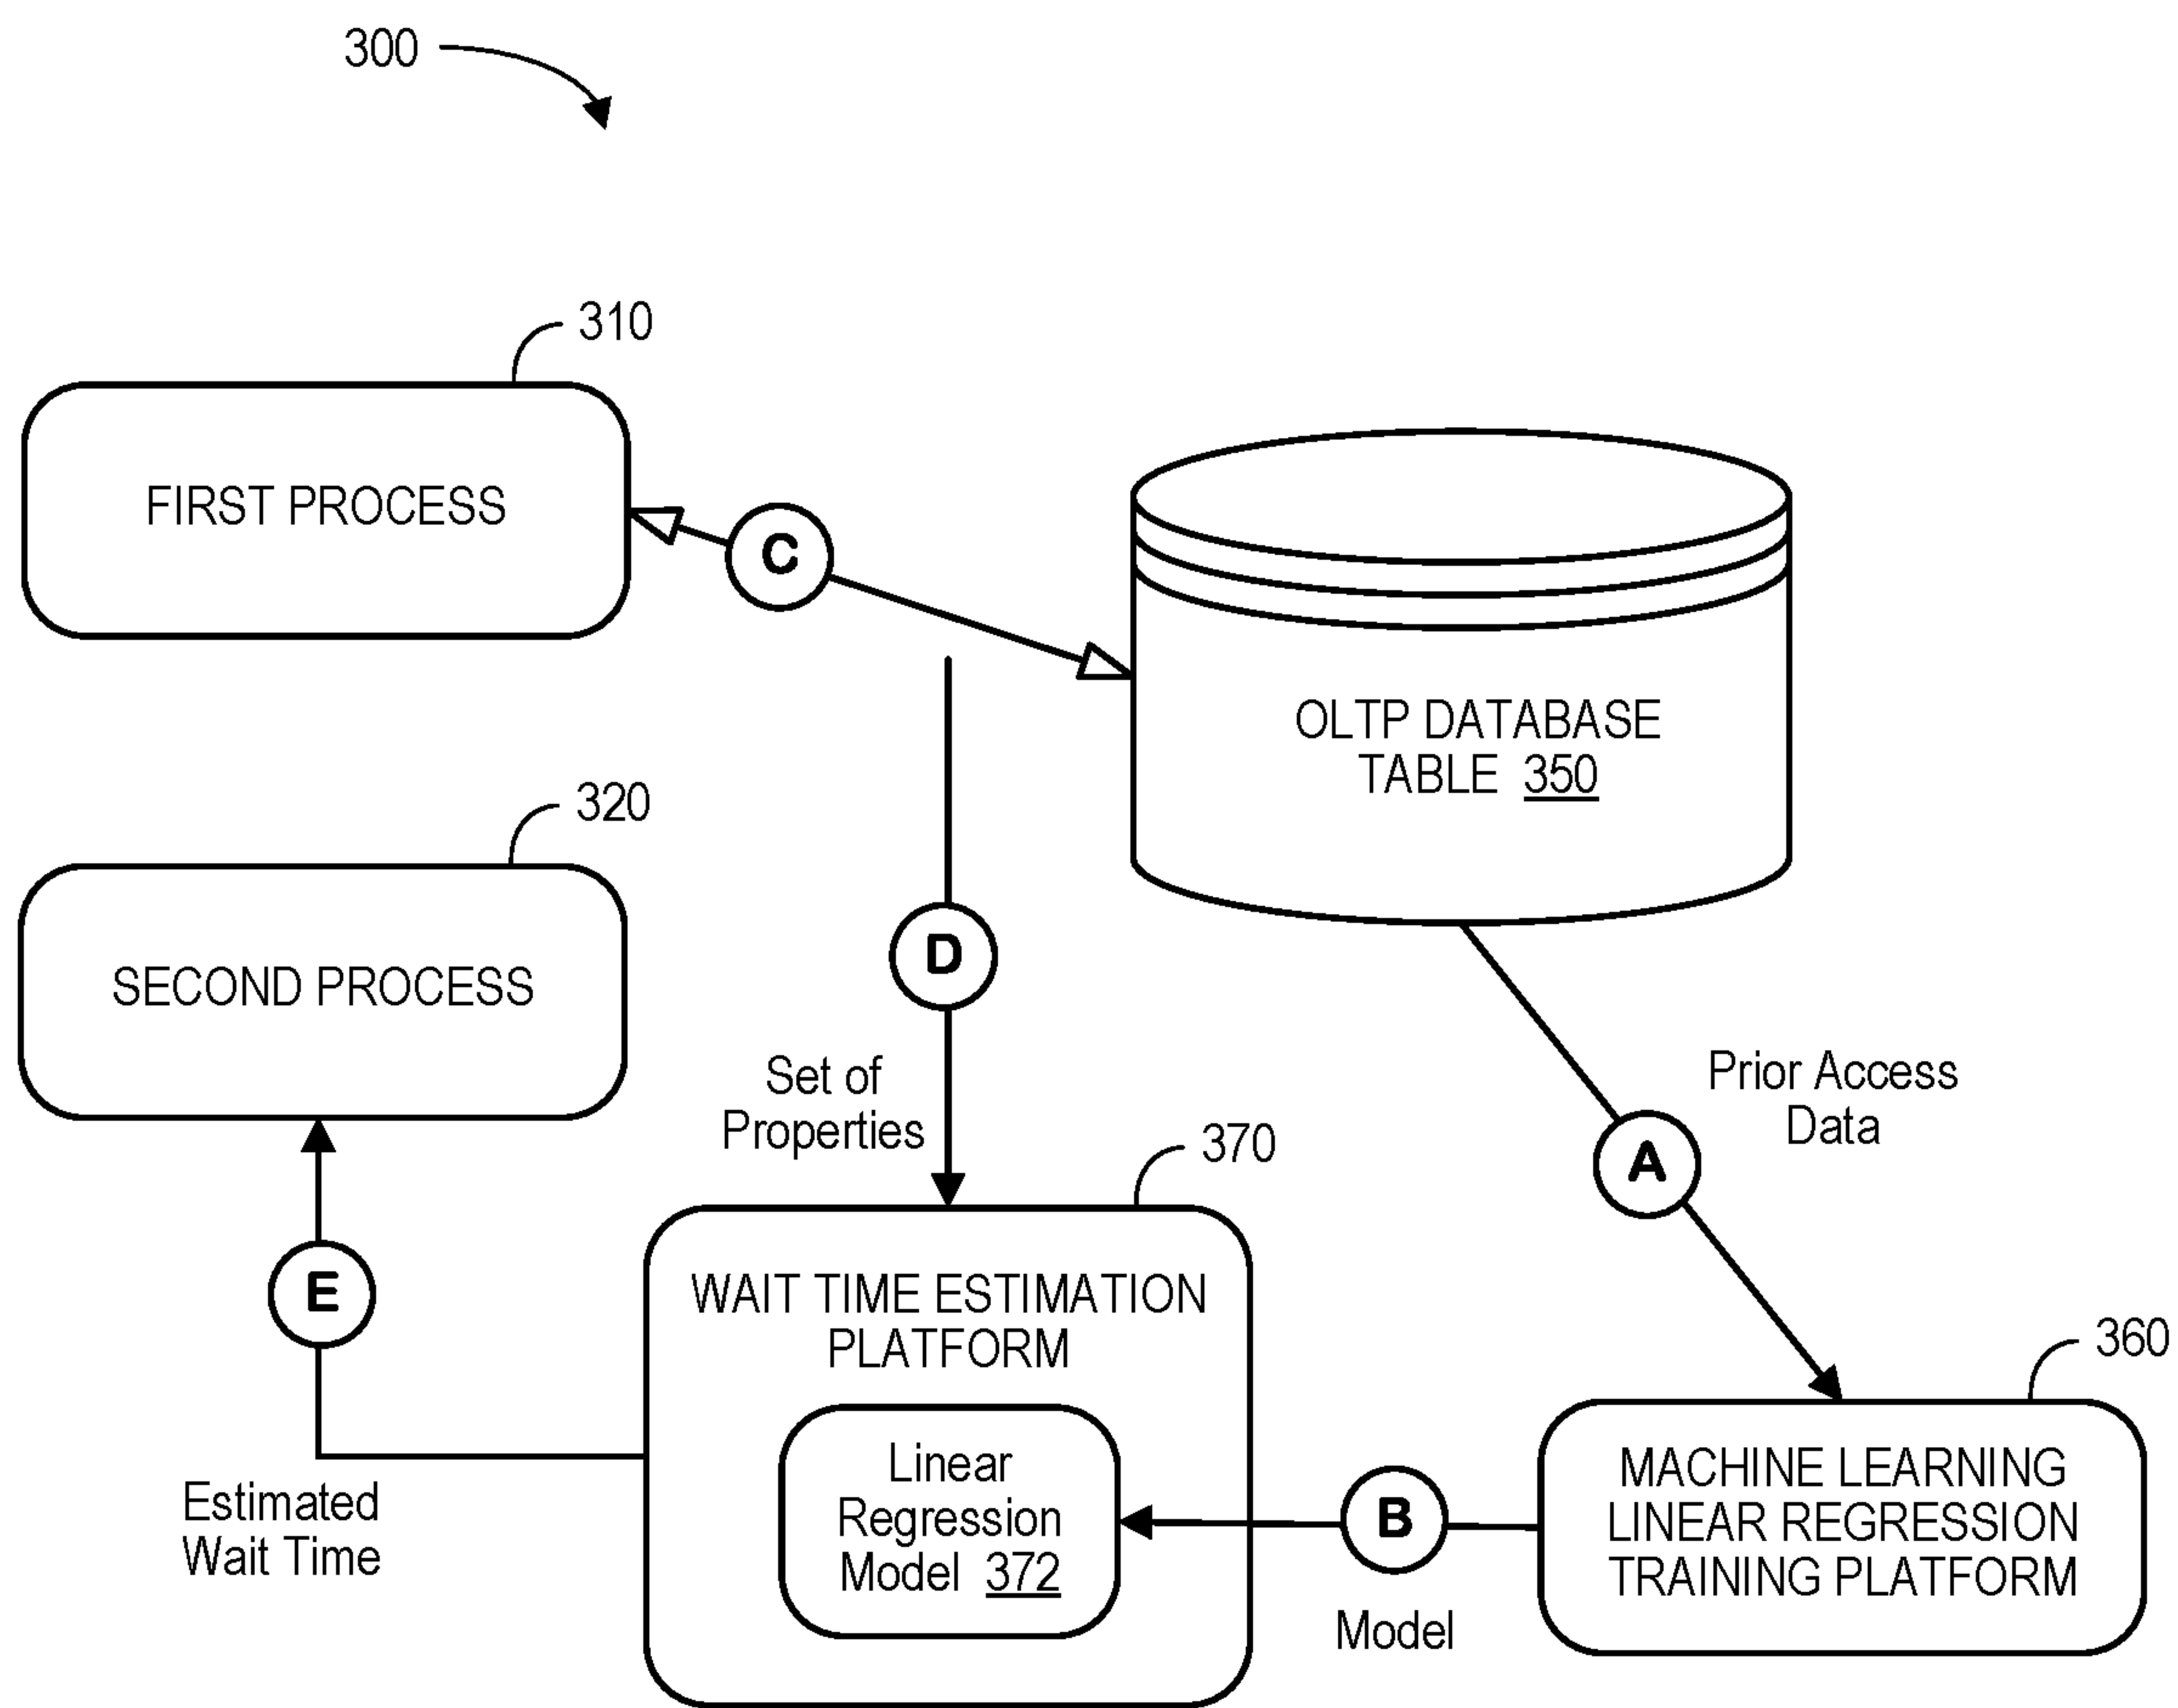 300
310
FIRST PROCESS
C
OLTP DATABASE
TABLE 350
320
SECOND PROCESS
D
Set of
Properties
Prior Access
Data
A
370
WAIT TIME ESTIMATION
PLATFORM
E
Estimated
Wait Time
Linear
Regression
Model 372
B
Model
360
MACHINE LEARNING
LINEAR REGRESSION
TRAINING PLATFORM